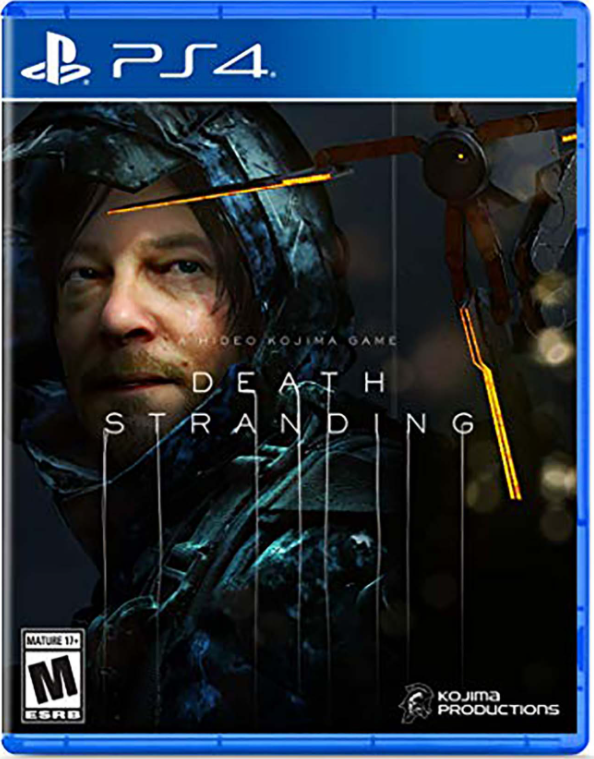 PS4
A HIDEO KOJIMA GAME
DEATH
STRANDING
MATURE 17+
M
ESRB
KOJIMA
PRODUCTIONS